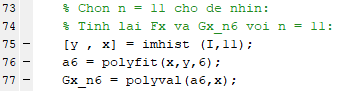 73 % Chon n = 11 cho de nhin:
74 % Tinh lai Fx va Gx_n6 voi n = 11:
75 - [y , x] = imhist (I,11);
76 - a6 = polyfit(x,y,6);
77 - Gx_n6 = polyval(a6,x);